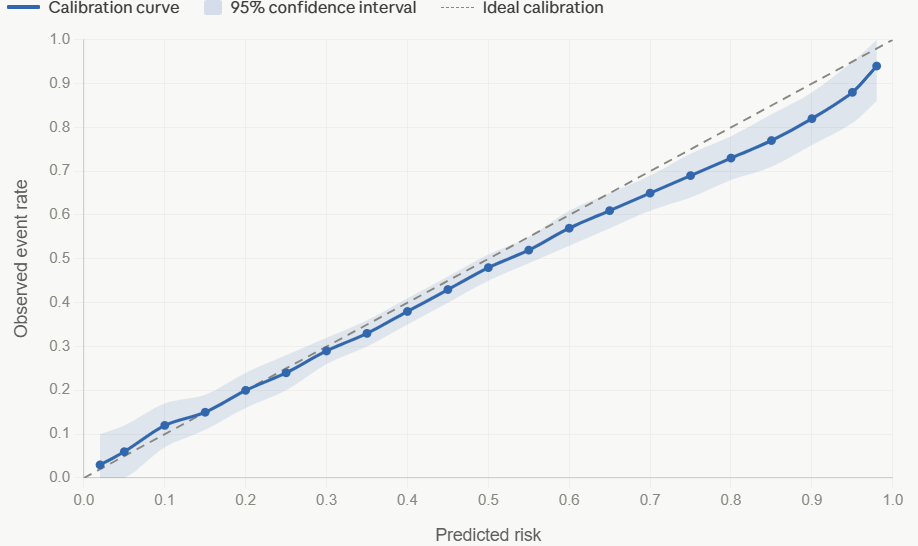 Calibration curve 95% confidence interval Ideal calibration
1.0
0.9
0.8
0.7
0.6
0.5
0.4
0.3
0.2
0.1
0.0
Observed event rate
0.0 0.1 0.2 0.3 0.4 0.5 0.6 0.7 0.8 0.9 1.0
Predicted risk